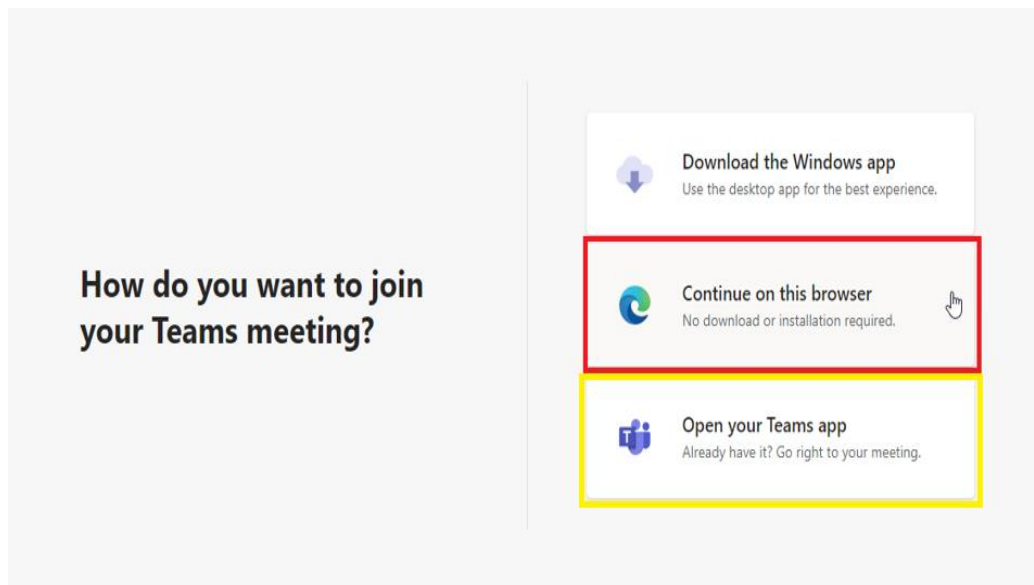 How do you want to join
your Teams meeting?
Download the Windows app
Use the desktop app for the best experience.
Continue on this browser
No download or installation required.
T
Open your Teams app
Already have it? Go right to your meeting.